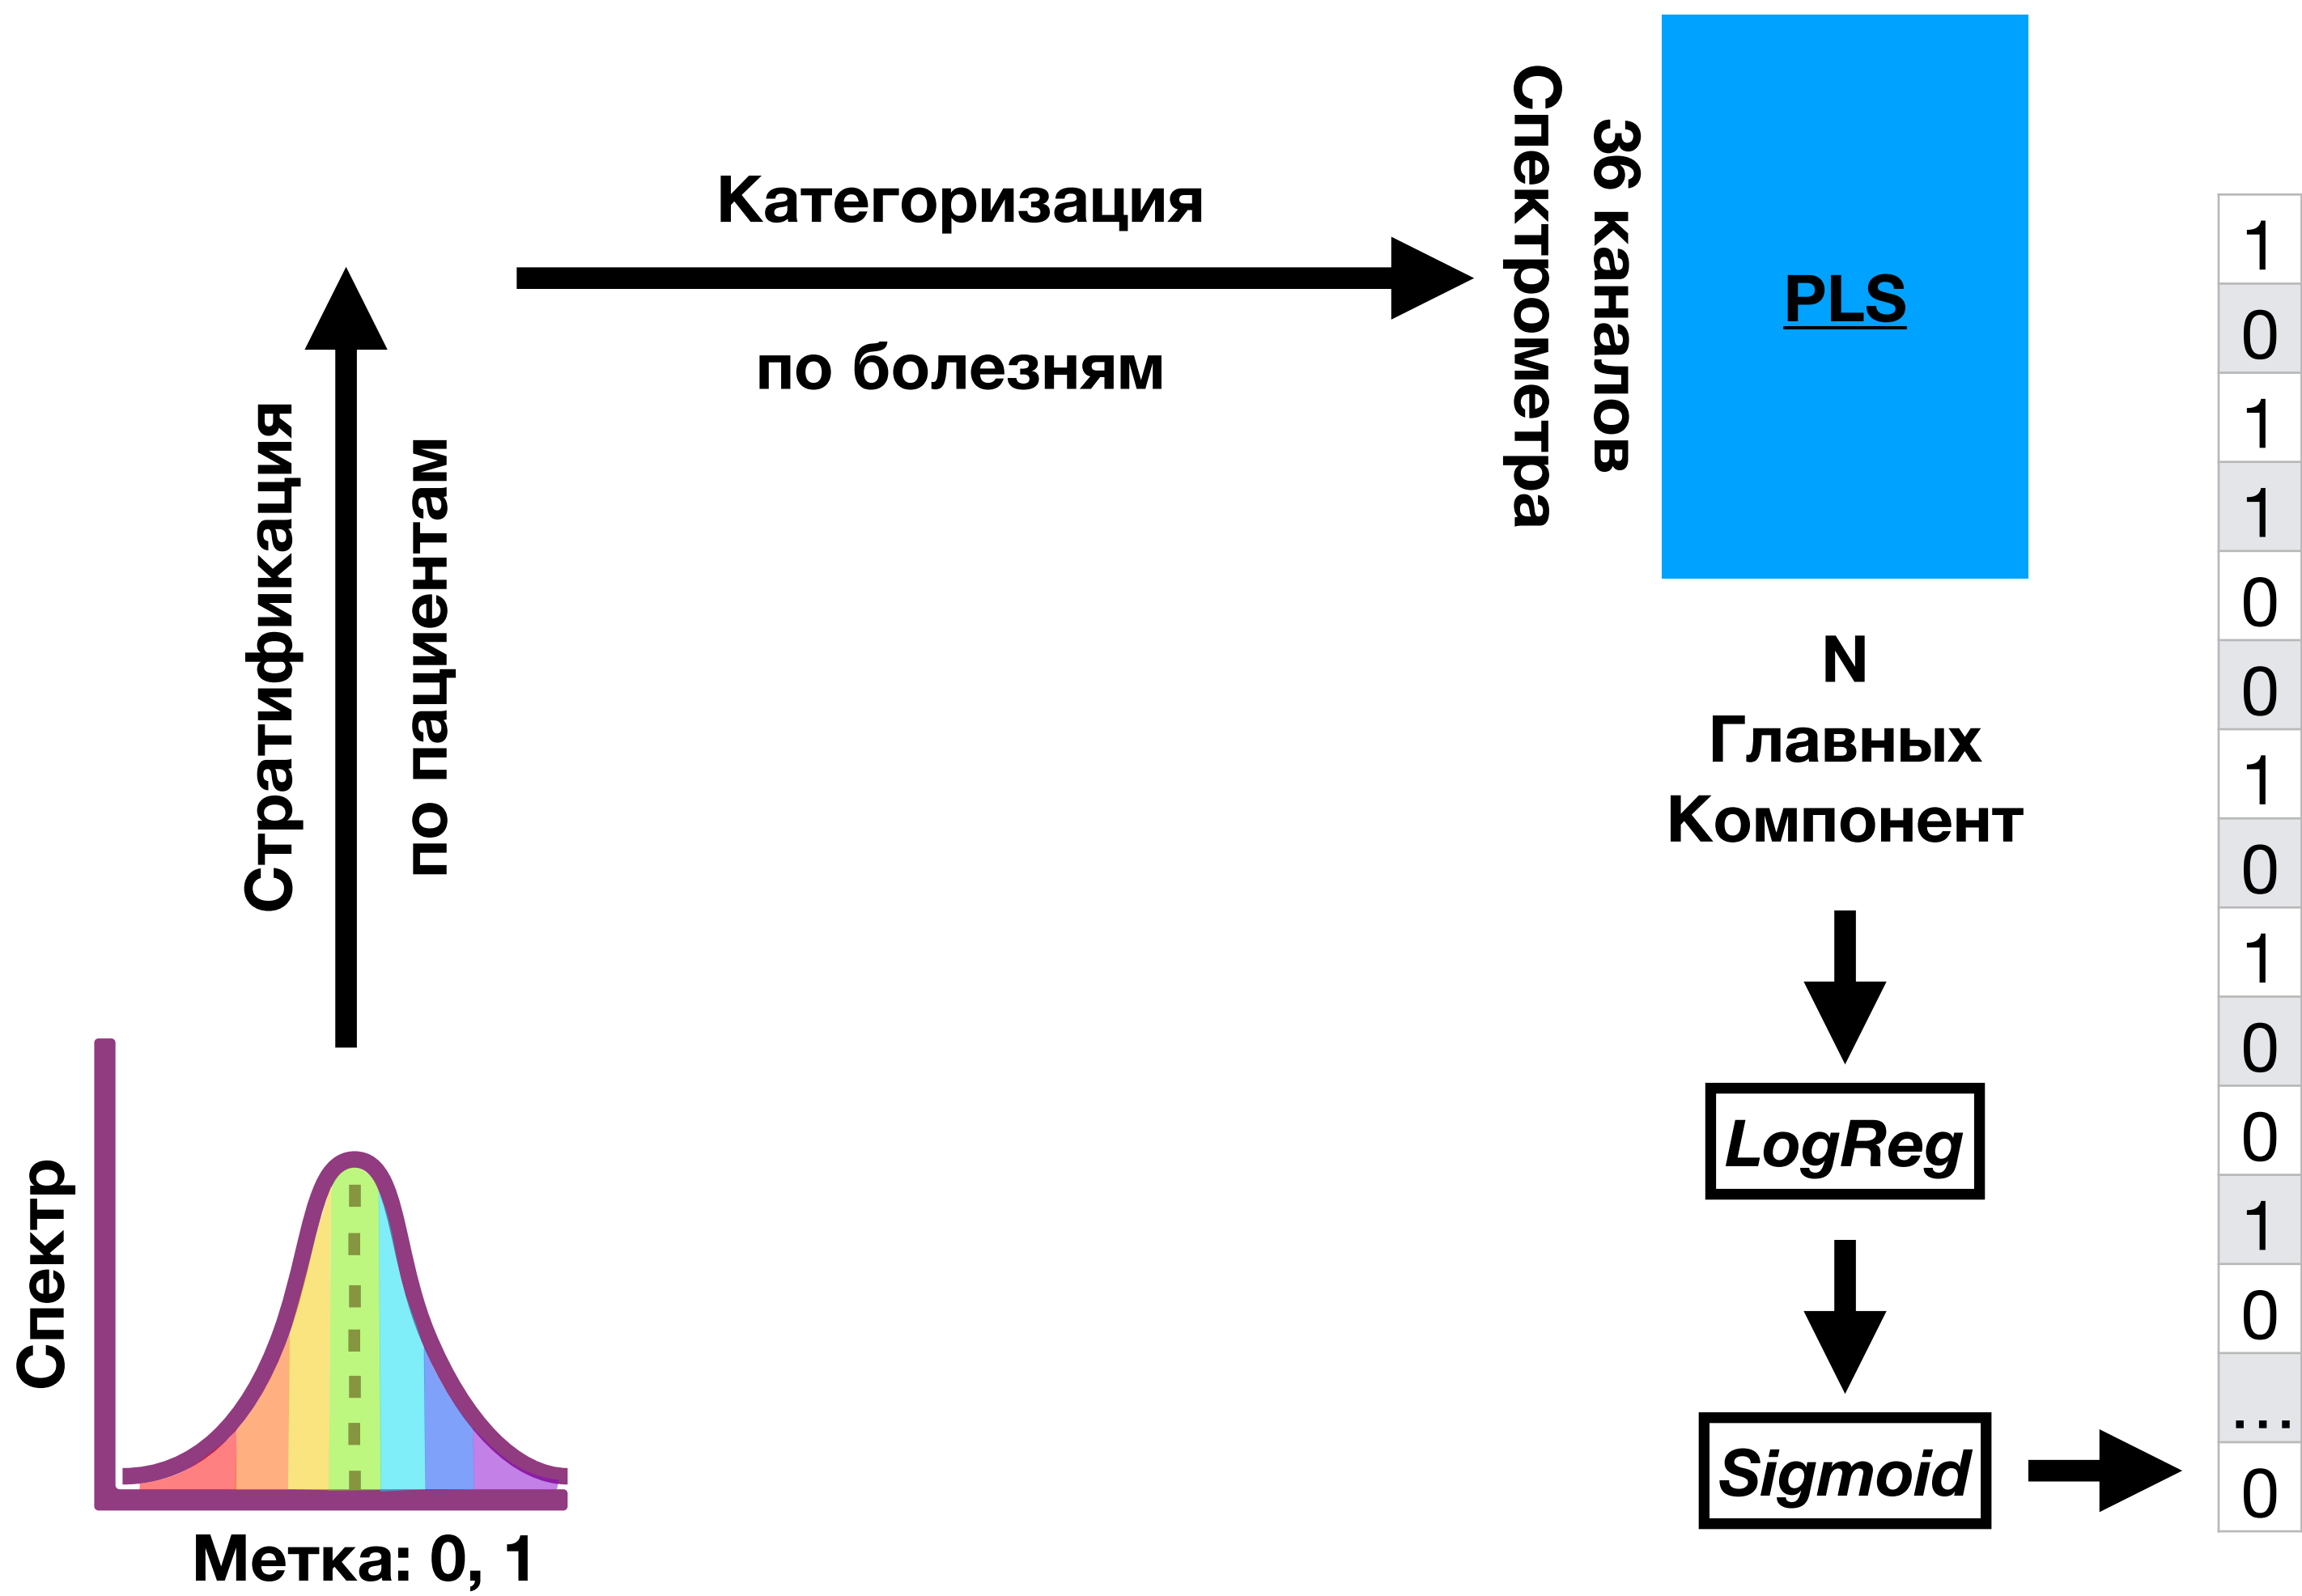 Спектр
Метка: 0, 1
Стратификация
по пациентам
Категоризация
по болезням
36 каналов
Спектрометра
PLS
N
Главных
Компонент
LogReg
Sigmoid
1
0
1
1
0
0
1
0
1
0
0
1
0
...
0